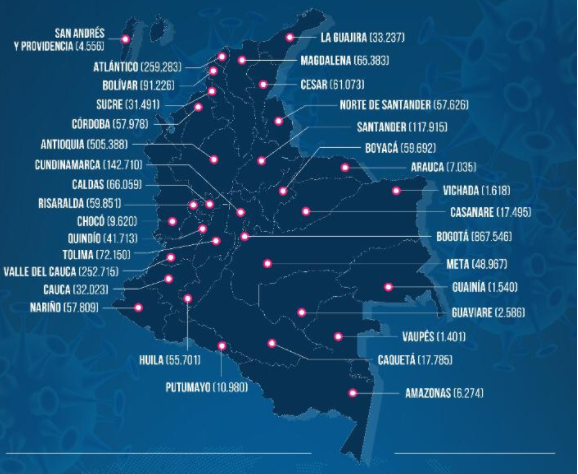 SAN ANDRÉS
Y PROVIDENCIA (4.556)
ATLÁNTICO (259.283)
BOLÍVAR (91.226)
SUCRE (31.491)
CÓRDOBA (57.978)
ANTIOQUIA (505.388)
CUNDINAMARCA (142.710)
CALDAS (66.059)
RISARALDA (59.851)
CHOCÓ (9.620)
QUINDÍO (41.713)
TOLIMA (72.150)
VALLE DEL CAUCA (252.715)
CAUCA (32.023)
NARIÑO (57.809)
HUILA (55.701)
PUTUMAYO (10.980)
LA GUAJIRA (33.237)
MAGDALENA (65.383)
CESAR (61.073)
NORTE DE SANTANDER (57.626)
SANTANDER (117.915)
BOYACÁ (59.692)
ARAUCA (7.035)
VICHADA (1.618)
CASANARE (17.495)
BOGOTÁ (867.546)
META (48.967)
GUAINÍA (1.540)
GUAVIARE (2.586)
VAUPÉS (1.401)
CAQUETÁ (17.785)
AMAZONAS (6.274)